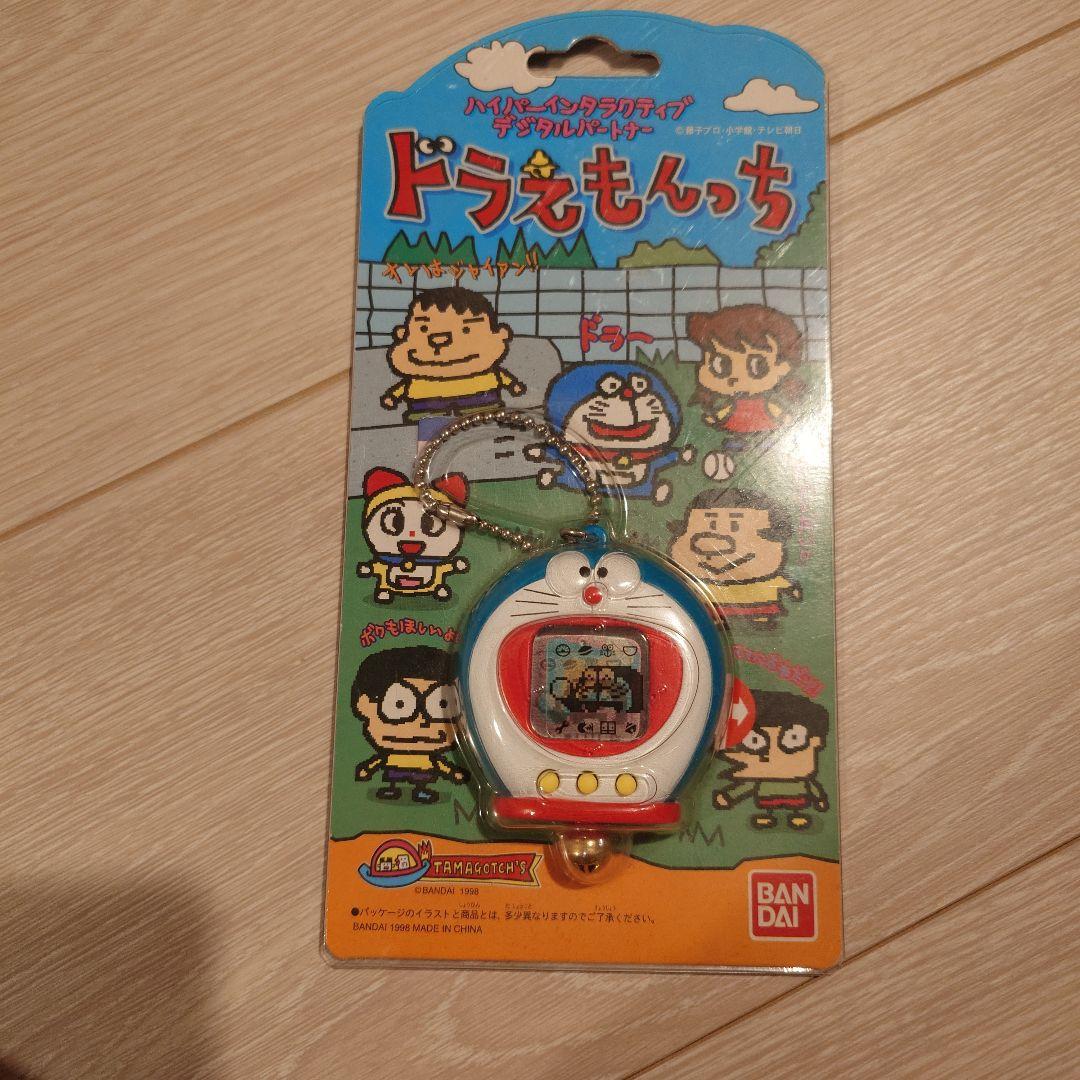 ハイパーインタラクティブ
デジタルパートナー
©藤子プロ・小学館・テレビ朝日
ドラえもんっち
オレはジャイアン!!
ドラ〜
ボクもほしいよ
TAMAGOTCH'S
©BANDAI 1998
●パッケージのイラストと商品とは、多少異なりますのでご了承ください。
BANDAI 1998 MADE IN CHINA
BAN
DAI